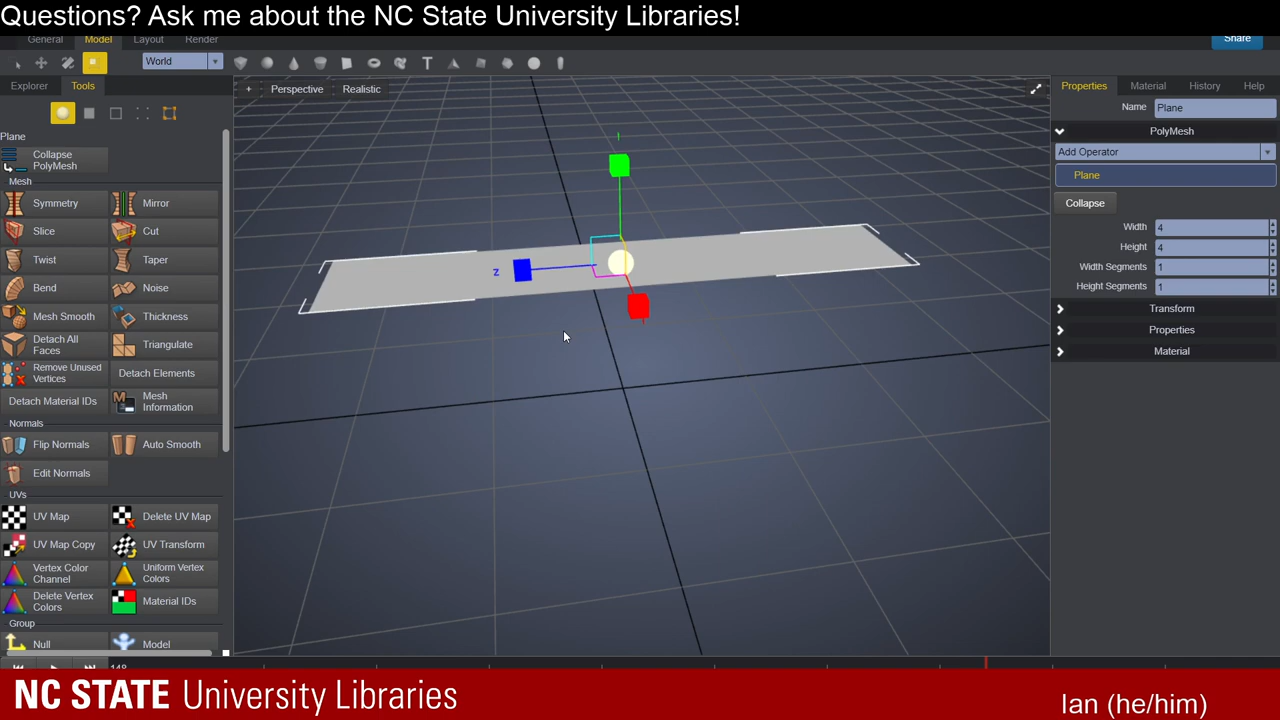 Questions? Ask me about the NC State University Libraries!
General Model Layout Render Share
World
Explorer Tools
+ Perspective Realistic
Properties Material History Help
Name Plane
Plane
Collapse PolyMesh
Mesh
Symmetry Mirror
Slice Cut
Twist Taper
Bend Noise
Mesh Smooth Thickness
Detach All Faces Triangulate
Remove Unused Vertices Detach Elements
Detach Material IDs Mesh Information
Normals
Flip Normals Auto Smooth
Edit Normals
UVs
UV Map Delete UV Map
UV Map Copy UV Transform
Vertex Color Channel Uniform Vertex Colors
Delete Vertex Colors Material IDs
Group
Null Model
z
PolyMesh
Add Operator
Plane
Collapse
Width 4
Height 4
Width Segments 1
Height Segments 1
Transform
Properties
Material
148
NC STATE University Libraries
Ian (he/him)